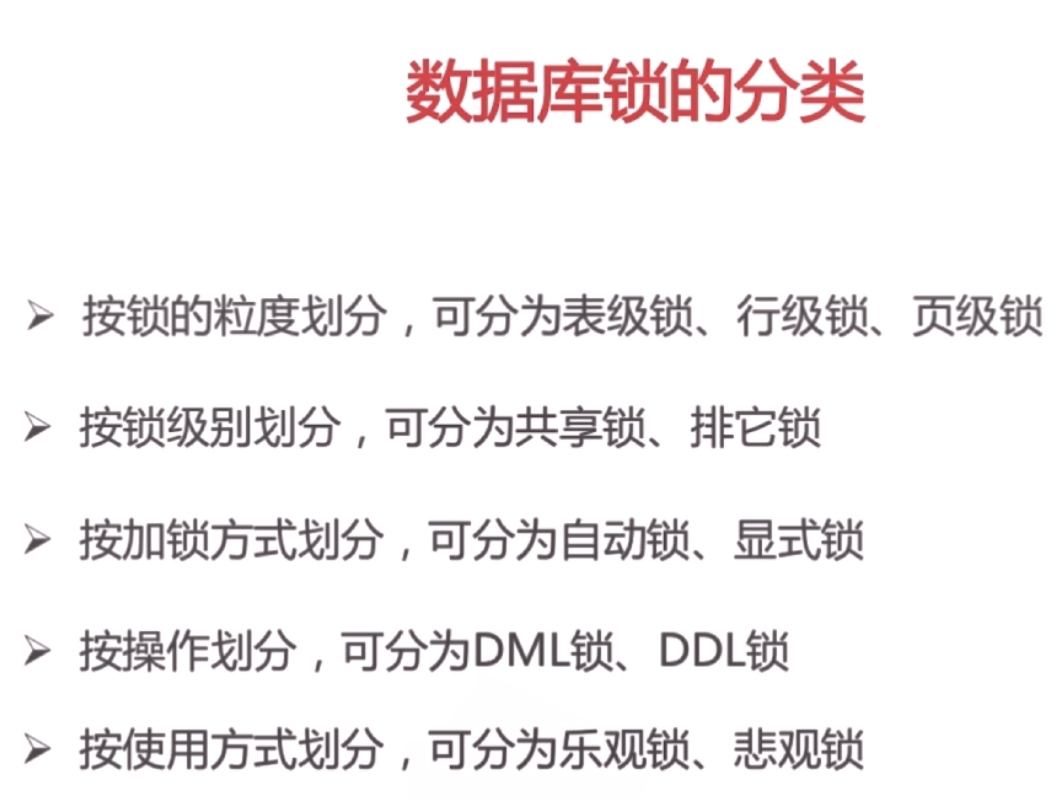 数据库锁的分类
➢ 按锁的粒度划分，可分为表级锁、行级锁、页级锁
➢ 按锁级别划分，可分为共享锁、排它锁
➢ 按加锁方式划分，可分为自动锁、显式锁
➢ 按操作划分，可分为DML锁、DDL锁
➢ 按使用方式划分，可分为乐观锁、悲观锁